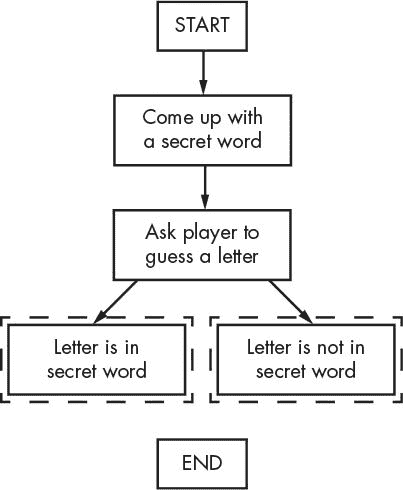 START
Come up with
a secret word
Ask player to
guess a letter
Letter is in
secret word
Letter is not in
secret word
END